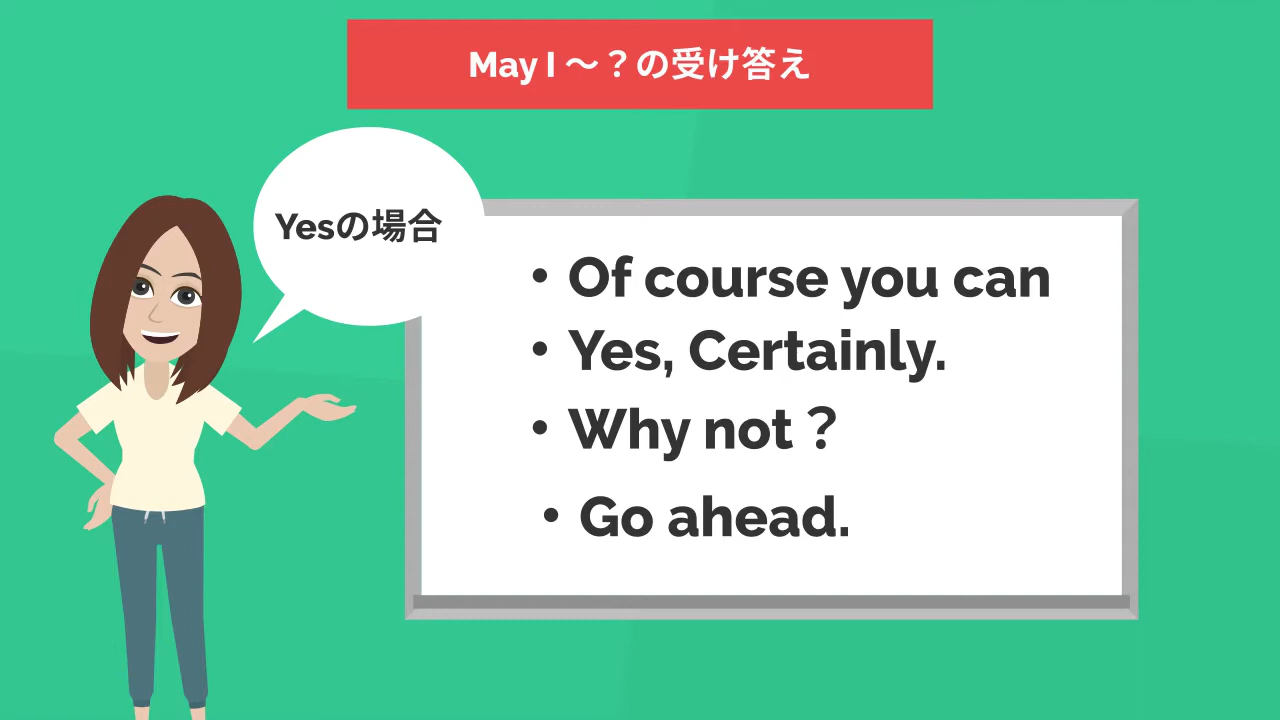 May I 〜？の受け答え
Yesの場合
・Of course you can
・Yes, Certainly.
・Why not？
・Go ahead.